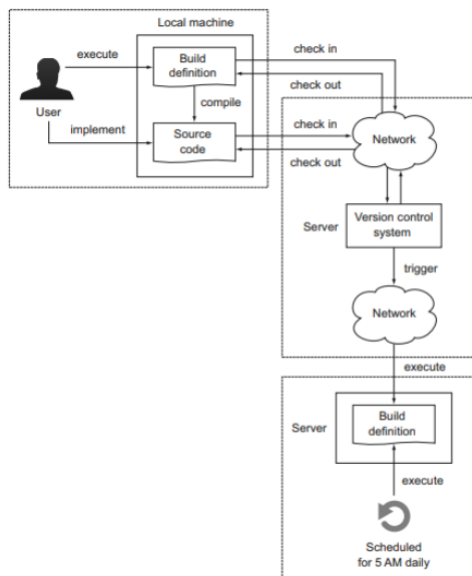 Local machine
execute
Build
definition
check in
check out
User
compile
implement
Source
code
check in
check out
Network
Server
Version control
system
trigger
Network
execute
Server
Build
definition
execute
Scheduled
for 5 AM daily